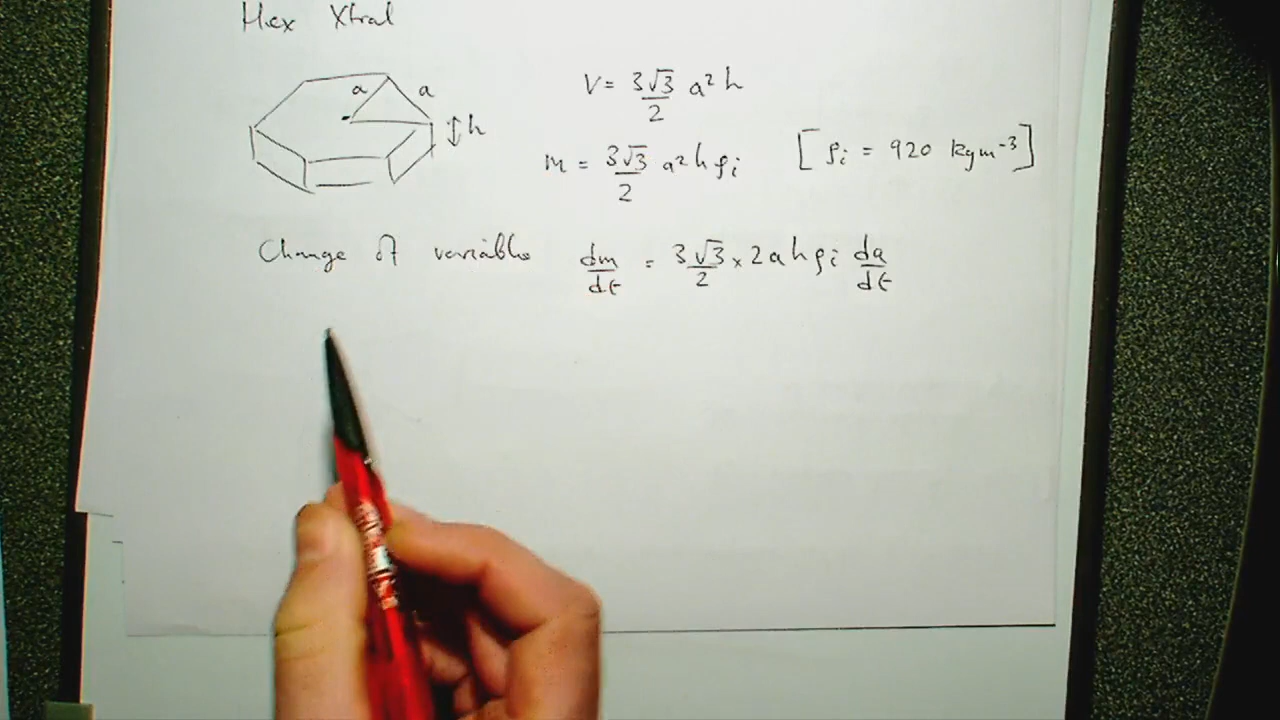 Hex Xtral
a a h
V = 3√3/2 a² h
m = 3√3/2 a² h ρi [ρi = 920 kgm⁻³]
Change of variable dm/dt = 3√3/2 × 2 a h ρi da/dt